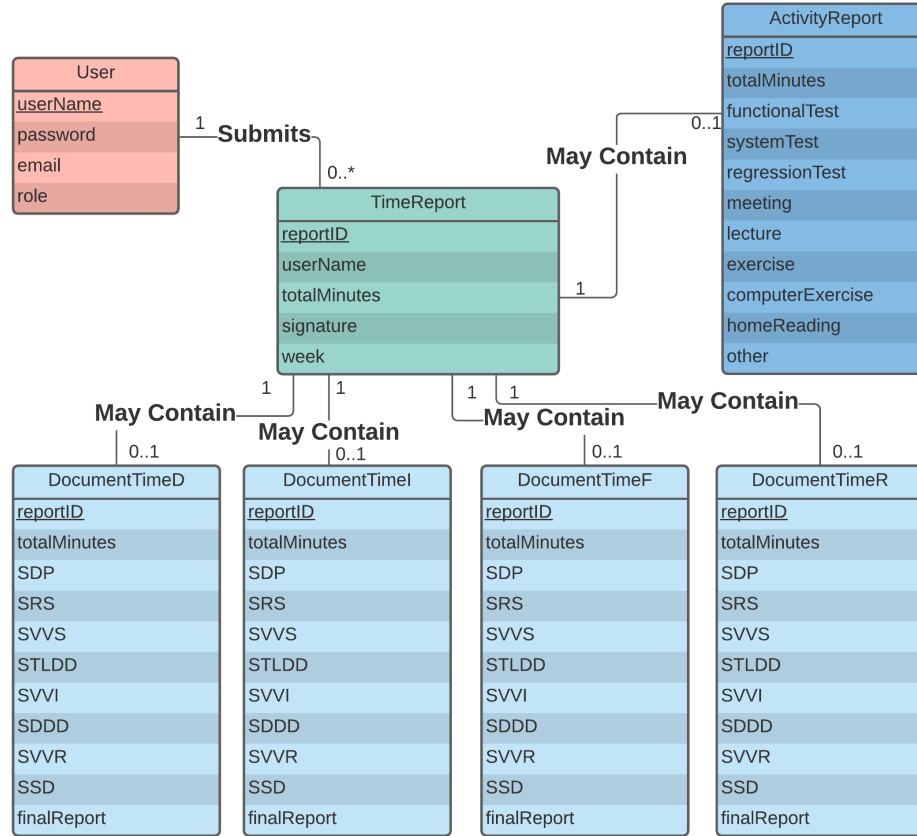 User
userName
password
email
role
1
Submits
0..*
TimeReport
reportID
userName
totalMinutes
signature
week
1
May Contain
0..1
ActivityReport
reportID
totalMinutes
functionalTest
systemTest
regressionTest
meeting
lecture
exercise
computerExercise
homeReading
other
1
May Contain
0..1
1
May Contain
0..1
1
May Contain
0..1
1
May Contain
0..1
DocumentTimeD
reportID
totalMinutes
SDP
SRS
SVVS
STLDD
SVVI
SDDD
SVVR
SSD
finalReport
DocumentTimeI
reportID
totalMinutes
SDP
SRS
SVVS
STLDD
SVVI
SDDD
SVVR
SSD
finalReport
DocumentTimeF
reportID
totalMinutes
SDP
SRS
SVVS
STLDD
SVVI
SDDD
SVVR
SSD
finalReport
DocumentTimeR
reportID
totalMinutes
SDP
SRS
SVVS
STLDD
SVVI
SDDD
SVVR
SSD
finalReport